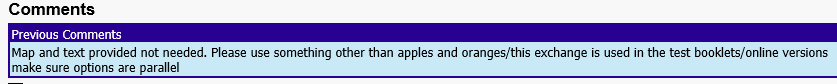 Comments
Previous Comments
Map and text provided not needed. Please use something other than apples and oranges/this exchange is used in the test booklets/online versions
make sure options are parallel